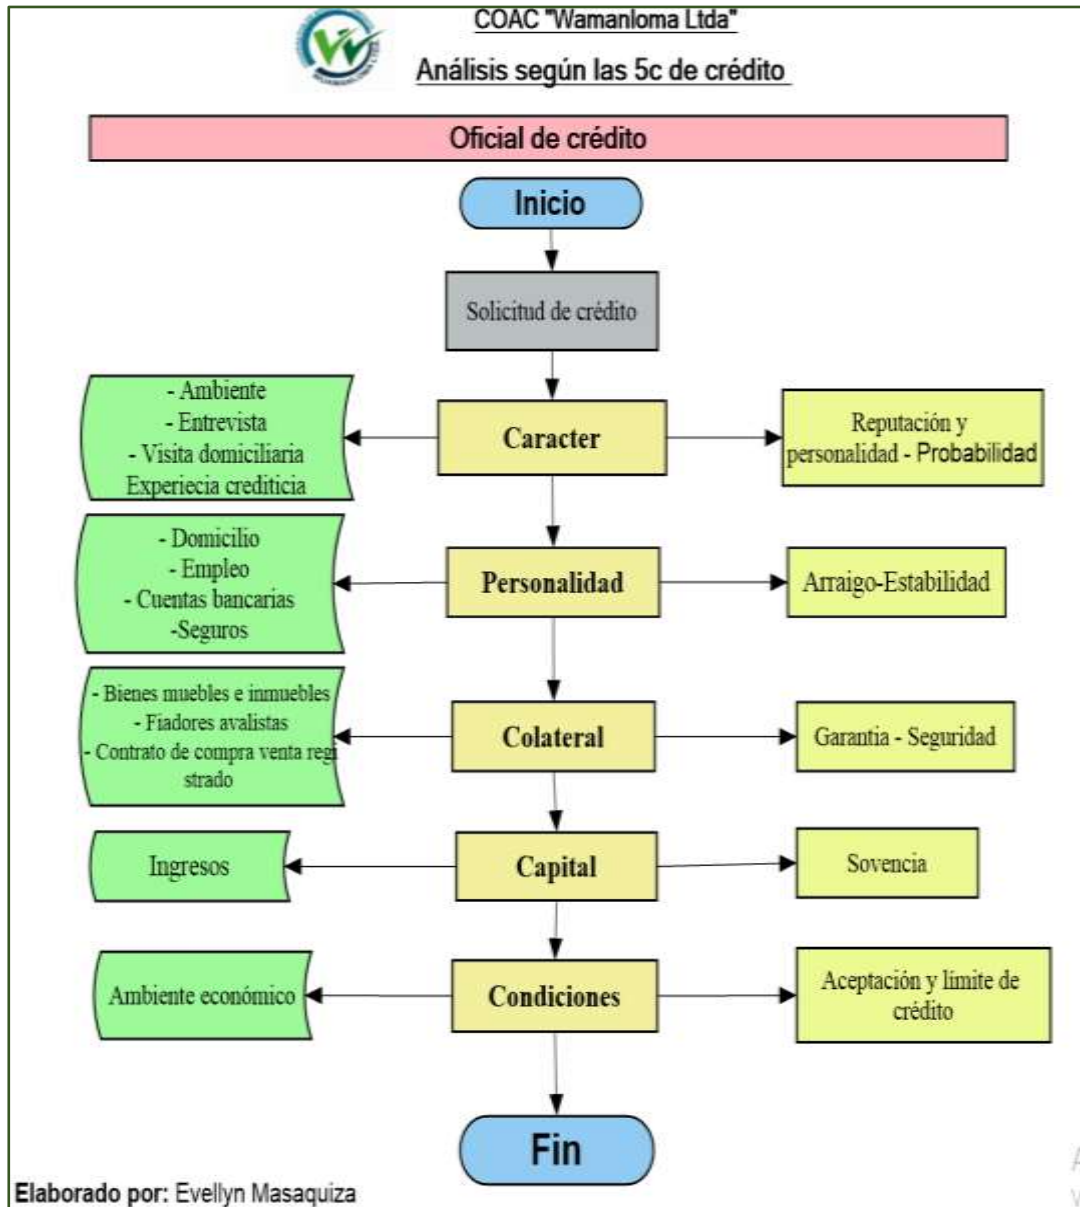 COAC "Wamanloma Ltda"
Análisis según las 5c de crédito
Oficial de crédito
Inicio
Solicitud de crédito
- Ambiente
- Entrevista
- Visita domiciliaria
Experiecia crediticia
Caracter
Reputación y
personalidad - Probabilidad
- Domicilio
- Empleo
- Cuentas bancarias
-Seguros
Personalidad
Arraigo-Estabilidad
- Bienes muebles e inmuebles
- Fiadores avalistas
- Contrato de compra venta regi
strado
Colateral
Garantia - Seguridad
Ingresos
Capital
Sovencia
Ambiente económico
Condiciones
Aceptación y límite de
crédito
Fin
Elaborado por: Evellyn Masaquiza